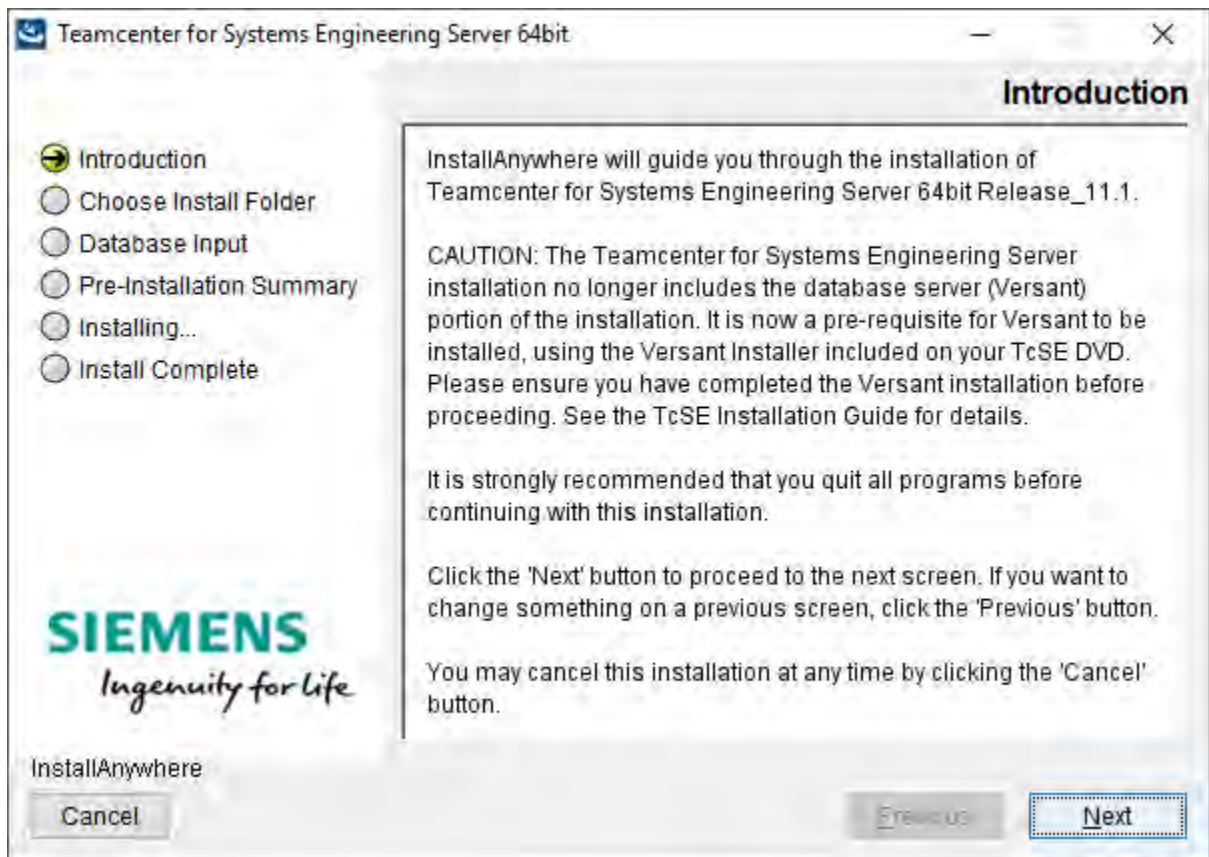 Teamcenter for Systems Engineering Server 64bit
Introduction
Introduction
Choose Install Folder
Database Input
Pre-Installation Summary
Installing...
Install Complete
InstallAnywhere will guide you through the installation of
Teamcenter for Systems Engineering Server 64bit Release_11.1.
CAUTION: The Teamcenter for Systems Engineering Server
installation no longer includes the database server (Versant)
portion of the installation. It is now a pre-requisite for Versant to be
installed, using the Versant Installer included on your TcSE DVD.
Please ensure you have completed the Versant installation before
proceeding. See the TcSE Installation Guide for details.
It is strongly recommended that you quit all programs before
continuing with this installation.
Click the 'Next' button to proceed to the next screen. If you want to
change something on a previous screen, click the 'Previous' button.
You may cancel this installation at any time by clicking the 'Cancel'
button.
SIEMENS
Ingenuity for life
InstallAnywhere
Cancel
Previous
Next